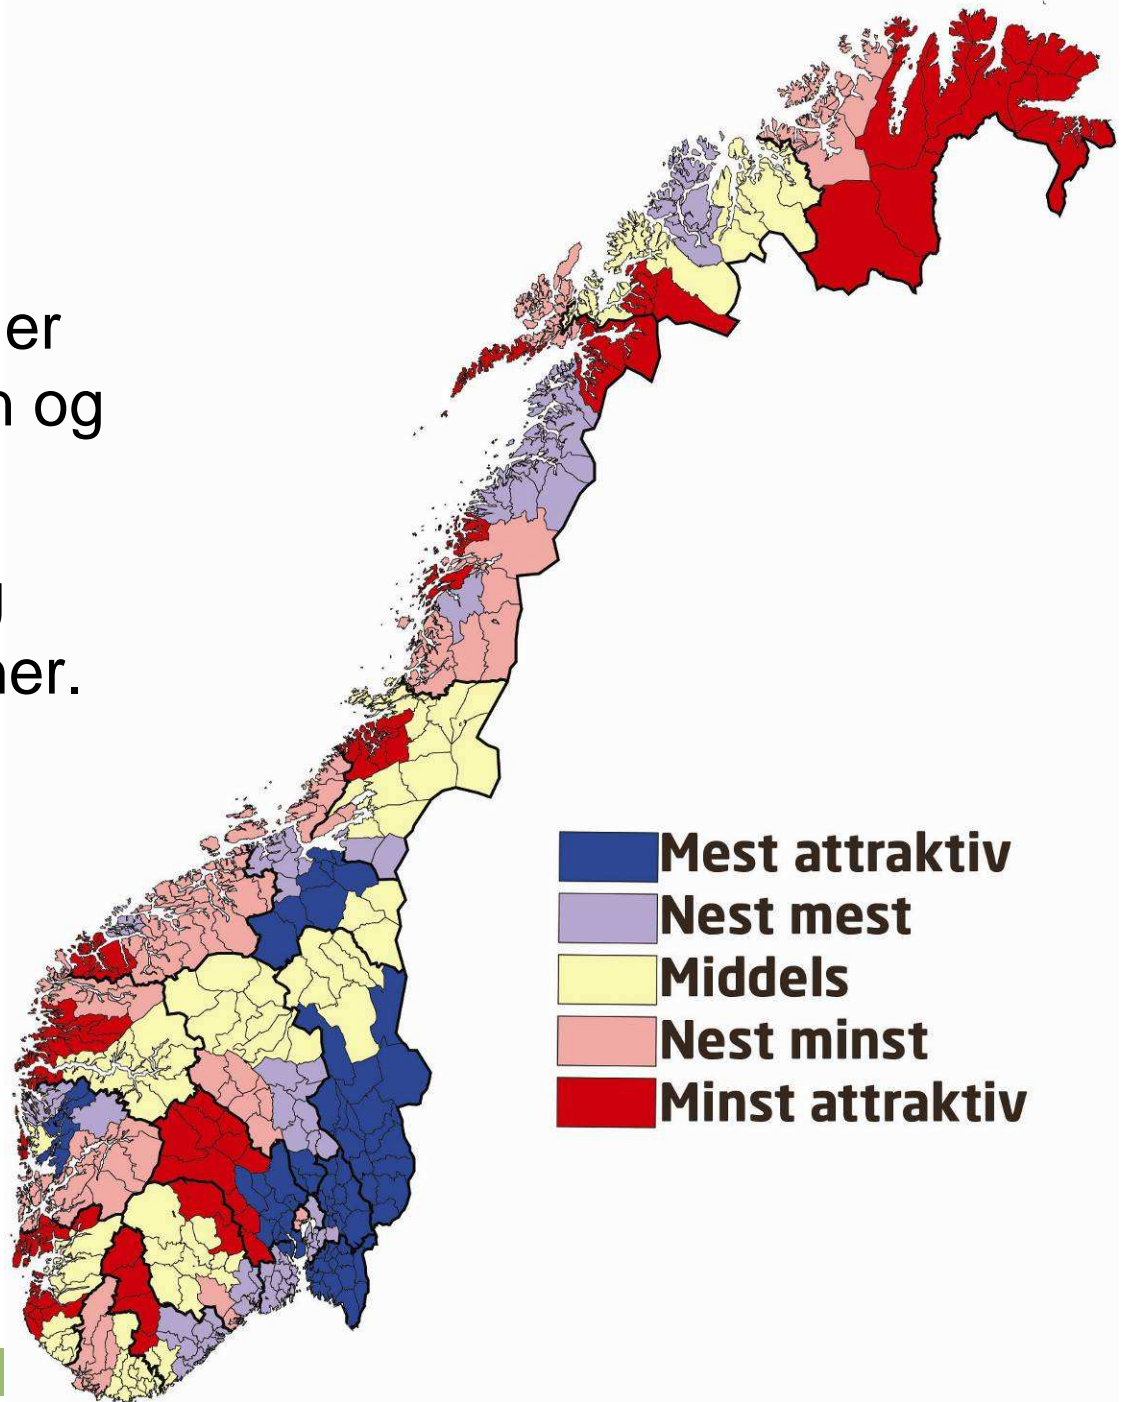 er
og
ner.
Mest attraktiv
Nest mest
Middels
Nest minst
Minst attraktiv